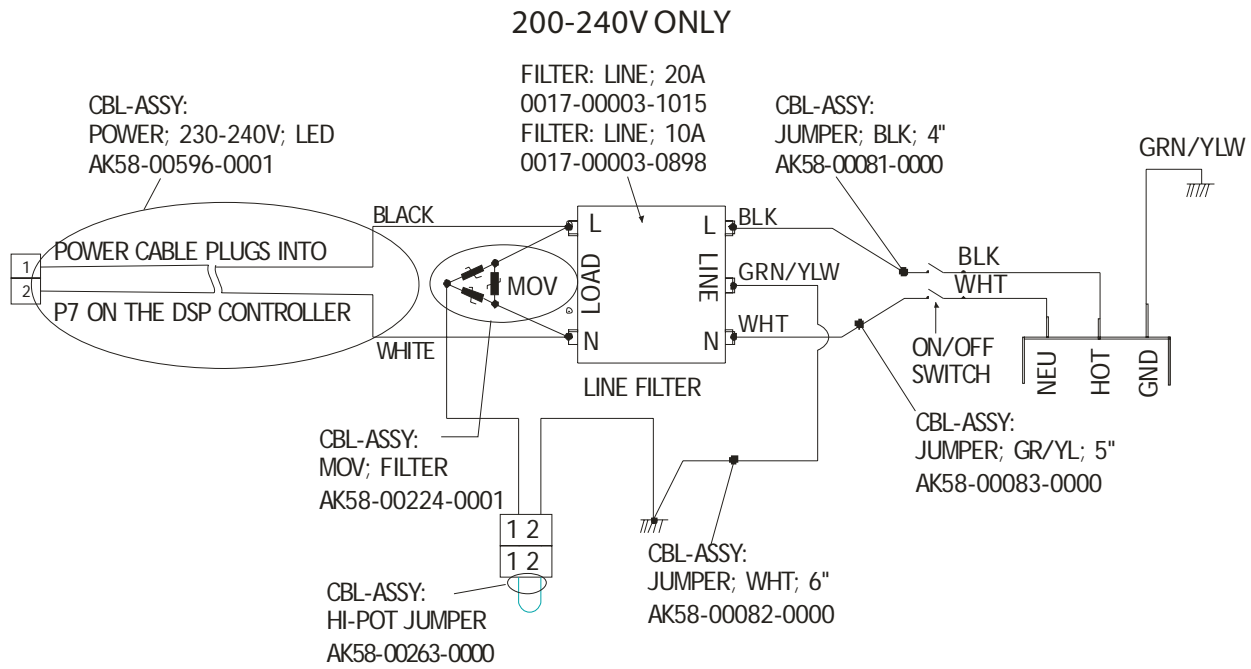 200-240V ONLY
FILTER: LINE; 20A
0017-00003-1015
FILTER: LINE; 10A
0017-00003-0898
CBL-ASSY:
POWER; 230-240V; LED
AK58-00596-0001
CBL-ASSY:
JUMPER; BLK; 4"
AK58-00081-0000
GRN/YLW
BLACK
L
L
BLK
POWER CABLE PLUGS INTO
1
2
P7 ON THE DSP CONTROLLER
MOV
LOAD
LINE
GRN/YLW
BLK
WHT
WHITE
N
N
WHT
ON/OFF
SWITCH
NEU
HOT
GND
LINE FILTER
CBL-ASSY:
MOV; FILTER
AK58-00224-0001
CBL-ASSY:
JUMPER; GR/YL; 5"
AK58-00083-0000
1 2
1 2
CBL-ASSY:
JUMPER; WHT; 6"
AK58-00082-0000
CBL-ASSY:
HI-POT JUMPER
AK58-00263-0000